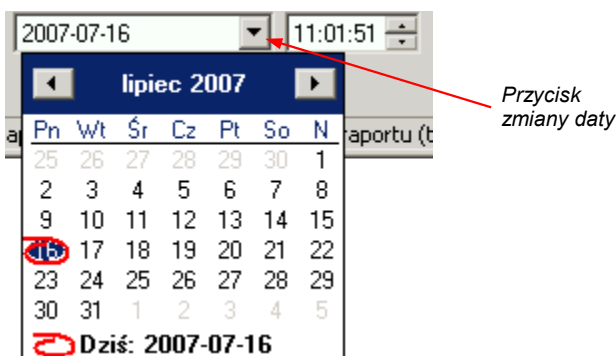 2007-07-16 11:01:51
lipiec 2007
Przycisk
zmiany daty
Pn Wt Śr Cz Pt So N
raportu (t
25 26 27 28 29 30 1
2 3 4 5 6 7 8
9 10 11 12 13 14 15
16 17 18 19 20 21 22
23 24 25 26 27 28 29
30 31 1 2 3 4 5
Dziś: 2007-07-16